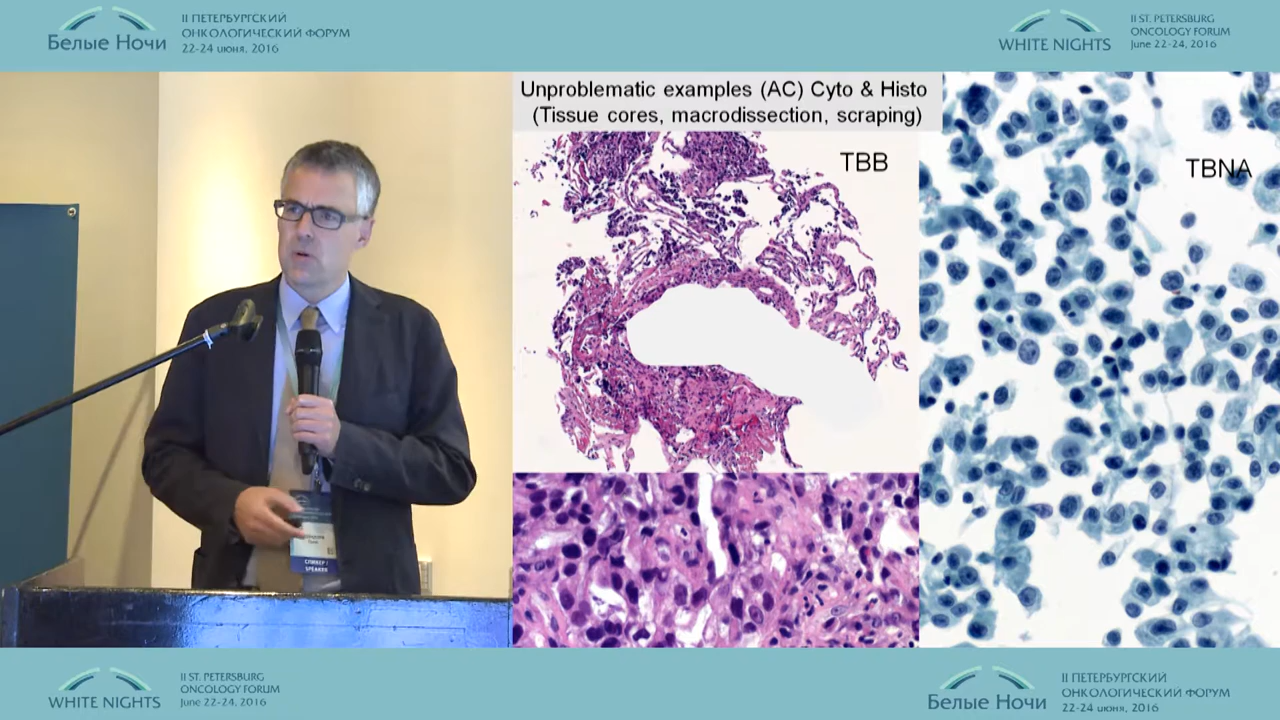 Белые Ночи
II ПЕТЕРБУРГСКИЙ
ОНКОЛОГИЧЕСКИЙ ФОРУМ
22-24 июня, 2016
WHITE NIGHTS
II ST. PETERSBURG
ONCOLOGY FORUM
June 22-24, 2016
Unproblematic examples (AC) Cyto & Histo
(Tissue cores, macrodissection, scraping)
TBB
TBNA
СПИКЕР /
SPEAKER
WHITE NIGHTS
II ST. PETERSBURG
ONCOLOGY FORUM
June 22-24, 2016
Белые Ночи
II ПЕТЕРБУРГСКИЙ
ОНКОЛОГИЧЕСКИЙ ФОРУМ
22-24 июня, 2016